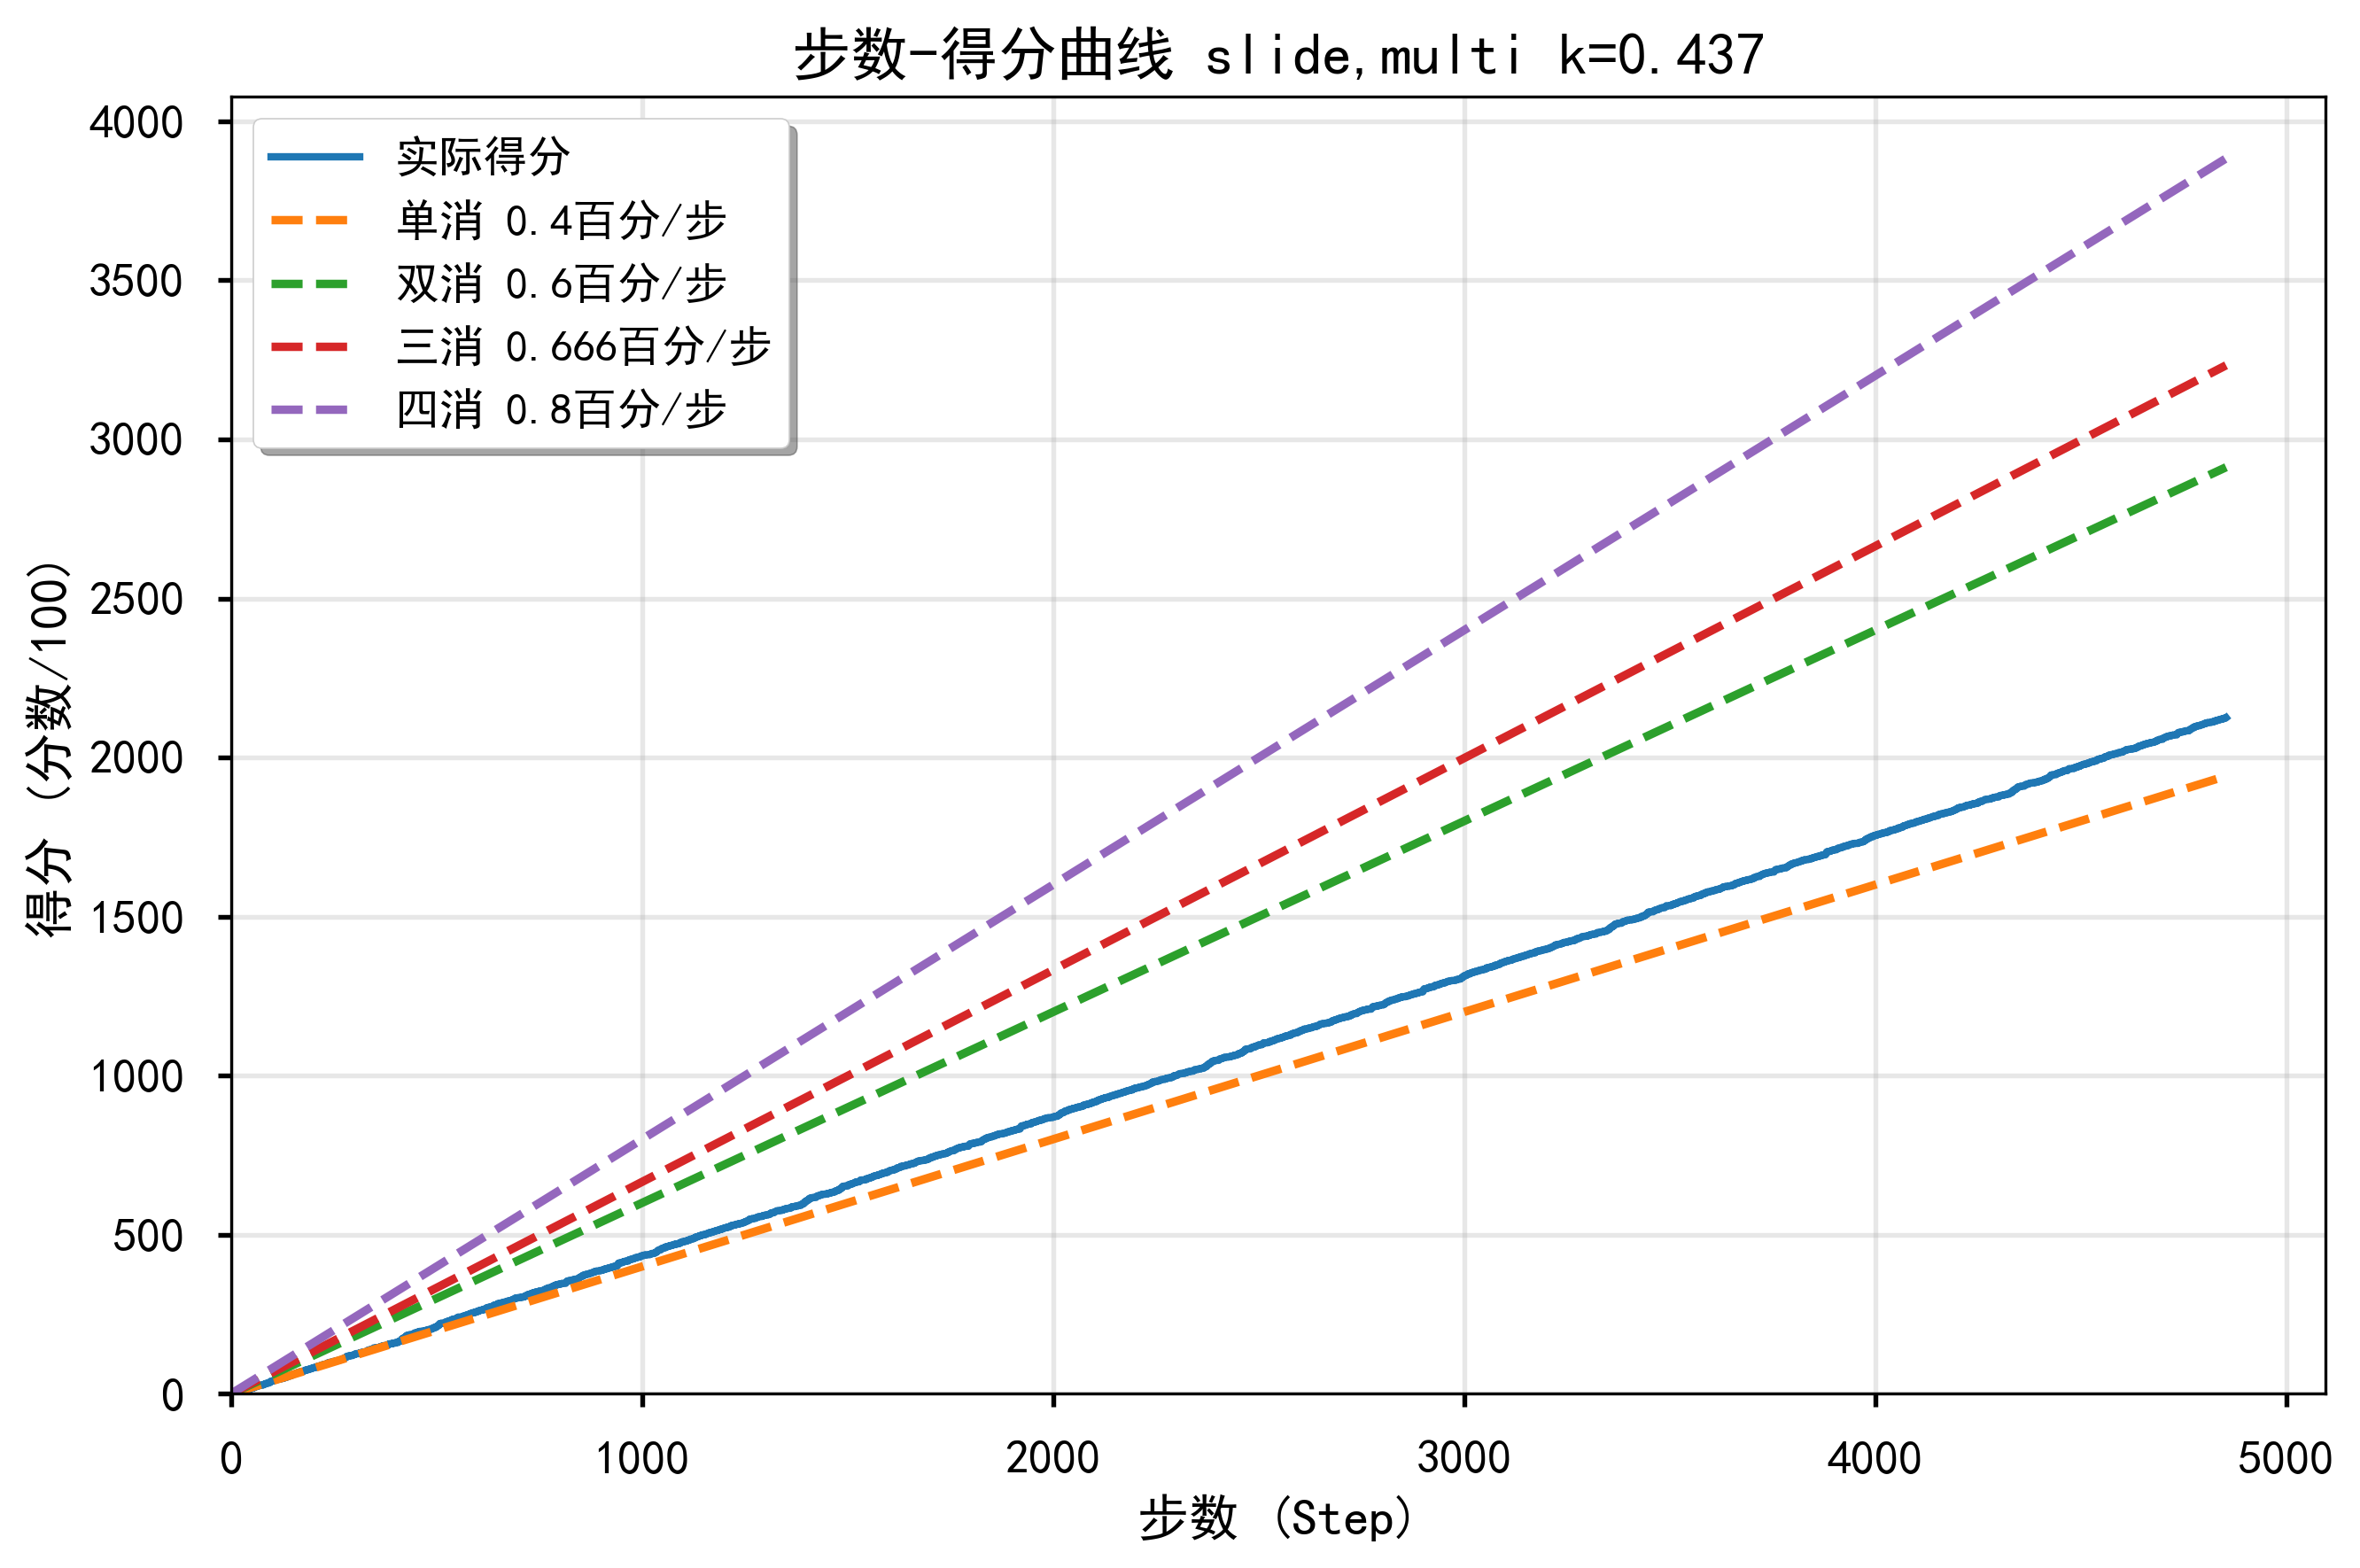 步数-得分曲线 slide,multi k=0.437
4000
3500
3000
2500
2000
1500
1000
500
0
得分 (分数/100)
实际得分
单消 0.4百分/步
双消 0.6百分/步
三消 0.666百分/步
四消 0.8百分/步
0 1000 2000 3000 4000 5000
步数 (Step)